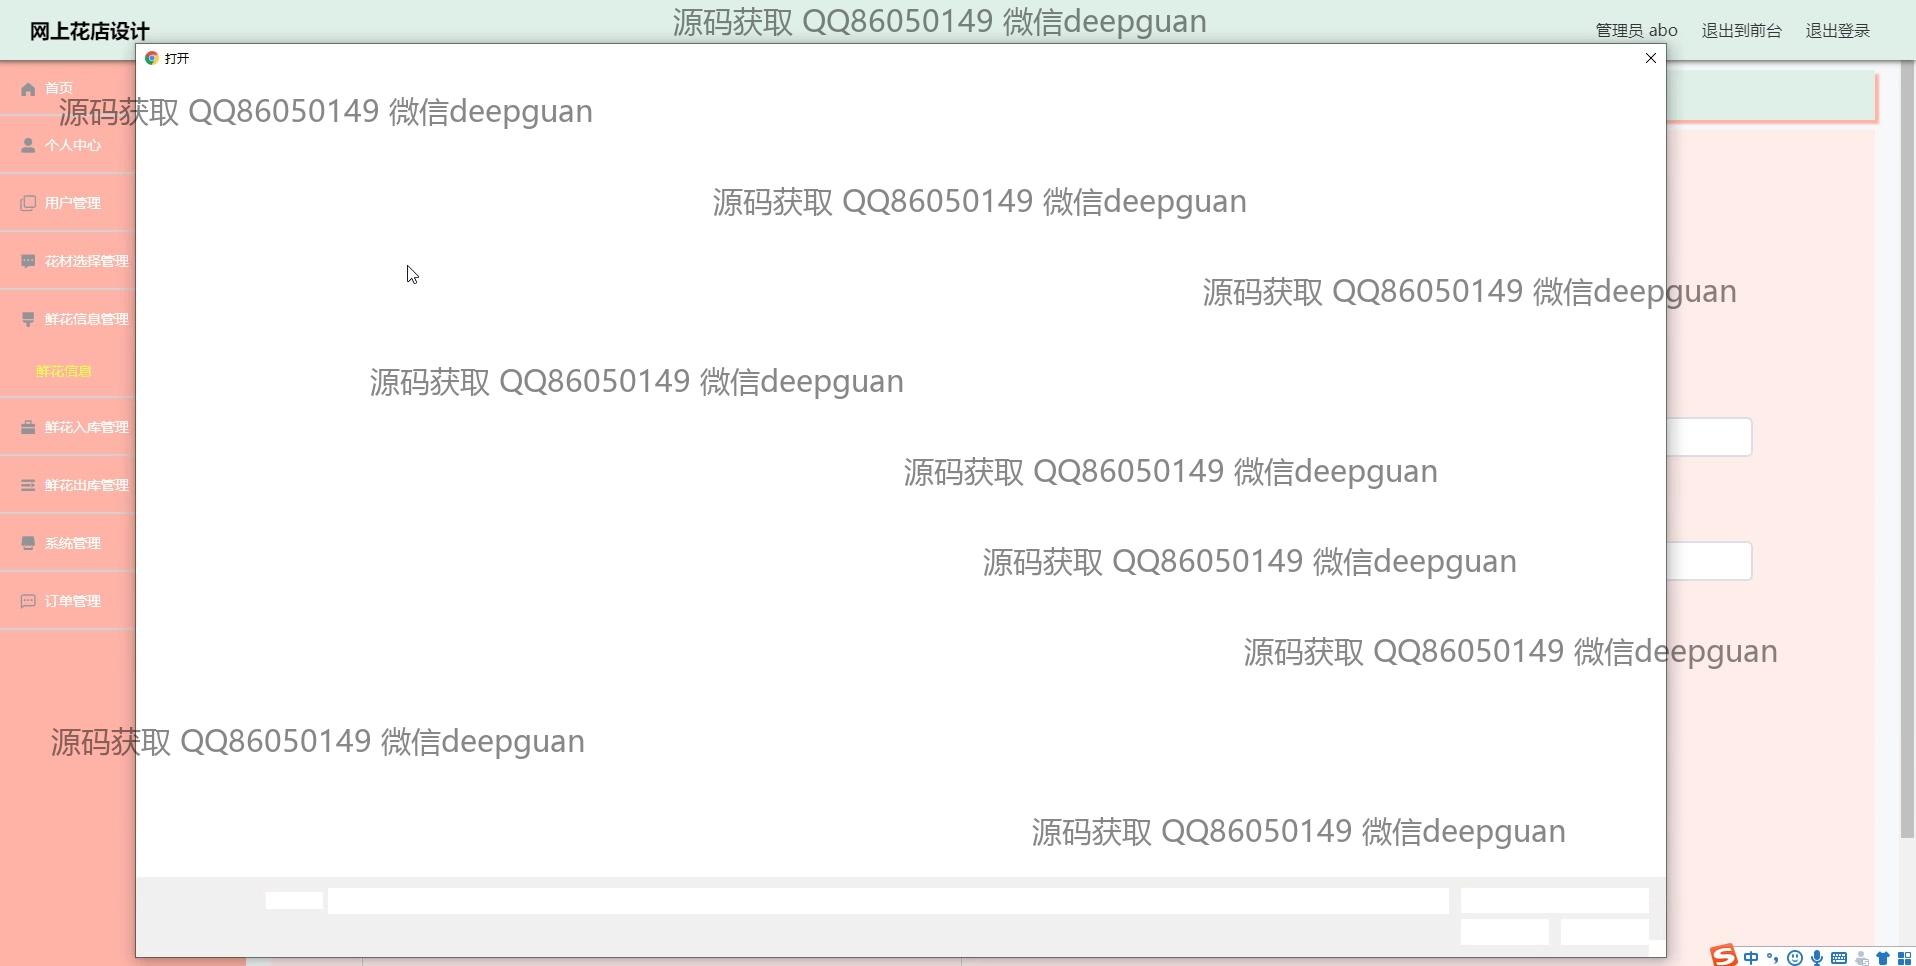 源码获取 QQ86050149 微信deepguan
网上花店设计
管理员 abo 退出到前台 退出登录
打开
首页
源码获取 QQ86050149 微信deepguan
个人中心
用户管理
源码获取 QQ86050149 微信deepguan
花材选择管理
源码获取 QQ86050149 微信deepguan
鲜花信息管理
鲜花信息
源码获取 QQ86050149 微信deepguan
鲜花入库管理
源码获取 QQ86050149 微信deepguan
鲜花出库管理
系统管理
源码获取 QQ86050149 微信deepguan
订单管理
源码获取 QQ86050149 微信deepguan
源码获取 QQ86050149 微信deepguan
源码获取 QQ86050149 微信deepguan
中